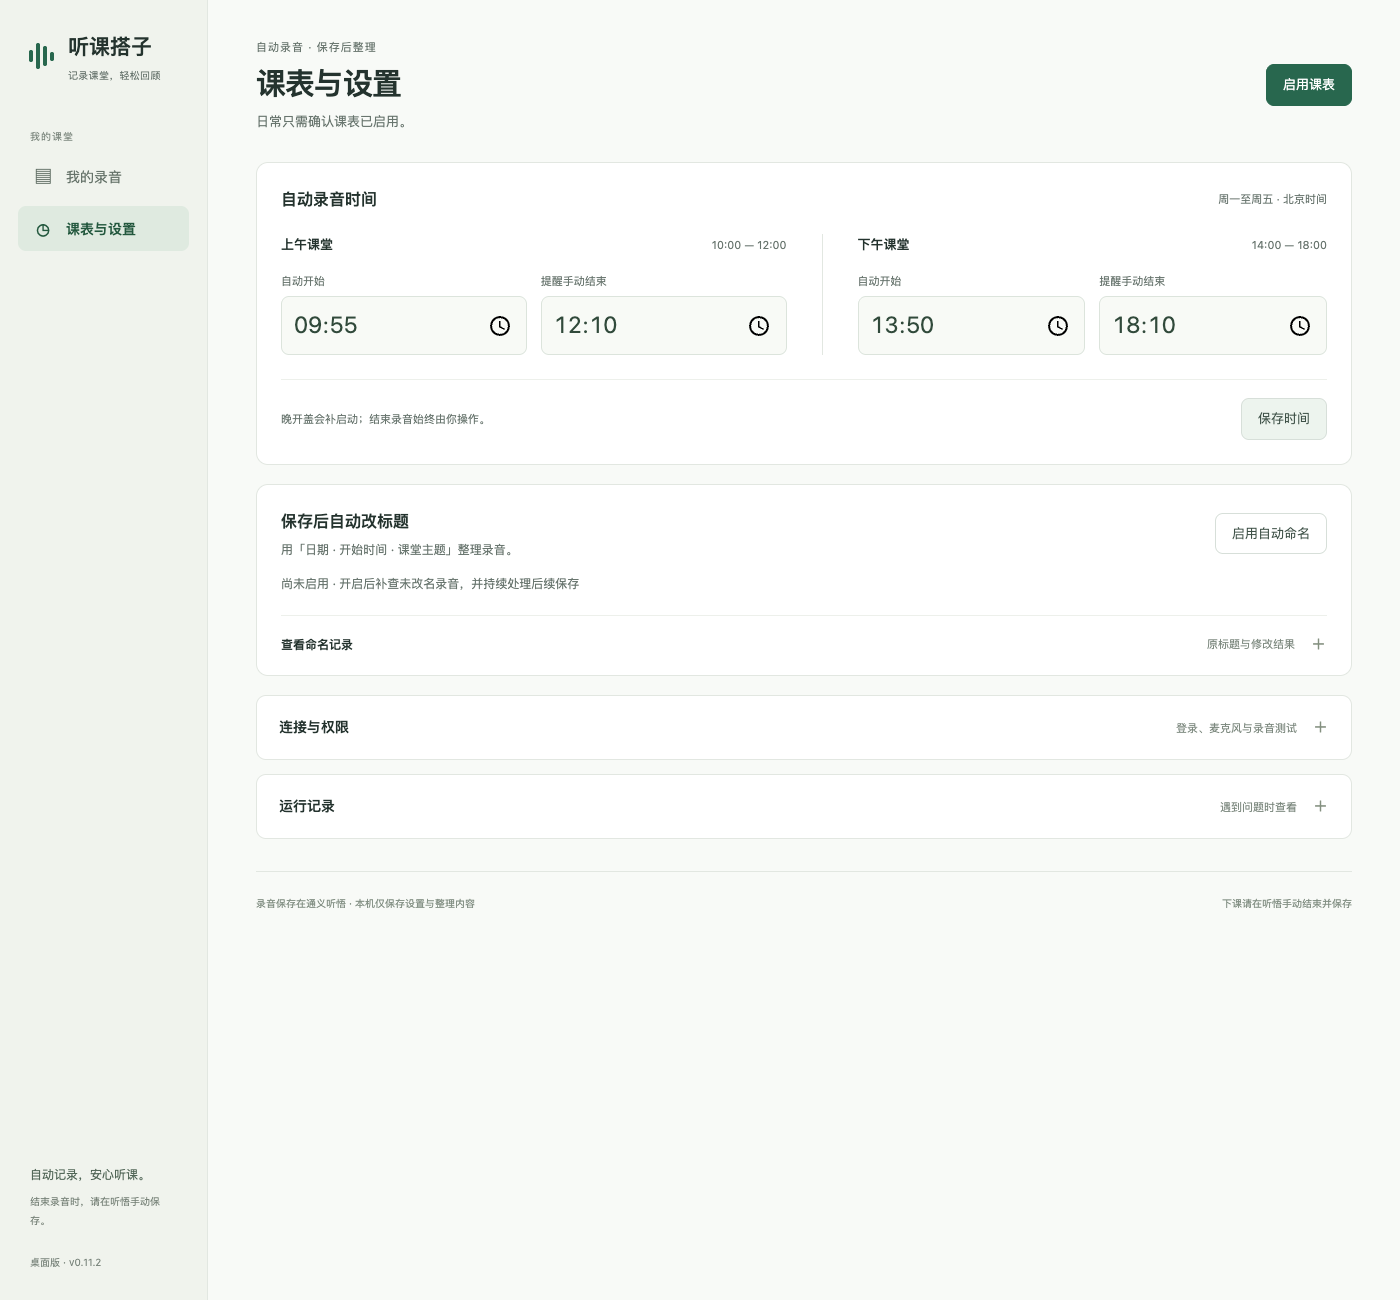 听课搭子
记录课堂，轻松回顾
我的课堂
我的录音
课表与设置
自动记录，安心听课。
结束录音时，请在听悟手动保
存。
桌面版 · v0.11.2
自动录音 · 保存后整理
课表与设置
日常只需确认课表已启用。
启用课表
自动录音时间
周一至周五 · 北京时间
上午课堂
10:00 — 12:00
自动开始
提醒手动结束
09:55
12:10
下午课堂
14:00 — 18:00
自动开始
提醒手动结束
13:50
18:10
晚开盖会补启动；结束录音始终由你操作。
保存时间
保存后自动改标题
用「日期 · 开始时间 · 课堂主题」整理录音。
尚未启用 · 开启后补查未改名录音，并持续处理后续保存
启用自动命名
查看命名记录
原标题与修改结果
连接与权限
登录、麦克风与录音测试
运行记录
遇到问题时查看
录音保存在通义听悟 · 本机仅保存设置与整理内容
下课请在听悟手动结束并保存